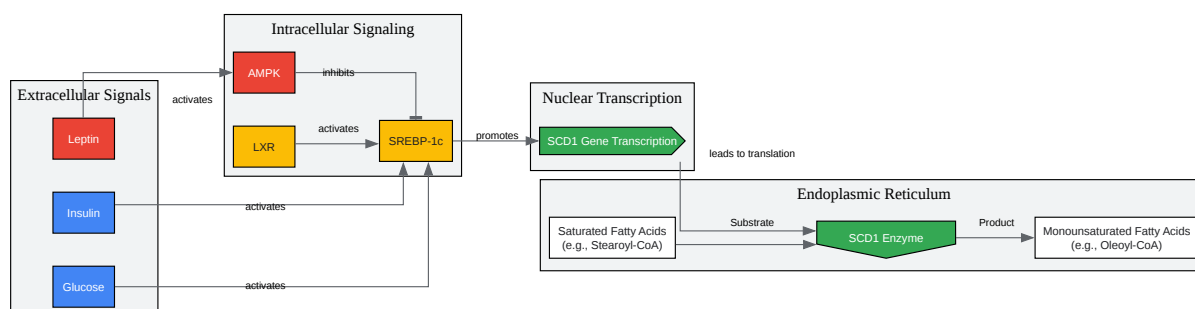 Intracellular Signaling
AMPK
inhibits
Extracellular Signals
activates
Nuclear Transcription
Leptin
LXR
activates
SREBP-1c
promotes
SCD1 Gene Transcription
leads to translation
Endoplasmic Reticulum
Insulin
activates
Saturated Fatty Acids
(e.g., Stearoyl-CoA)
Substrate
SCD1 Enzyme
Product
Monounsaturated Fatty Acids
(e.g., Oleoyl-CoA)
Glucose
activates